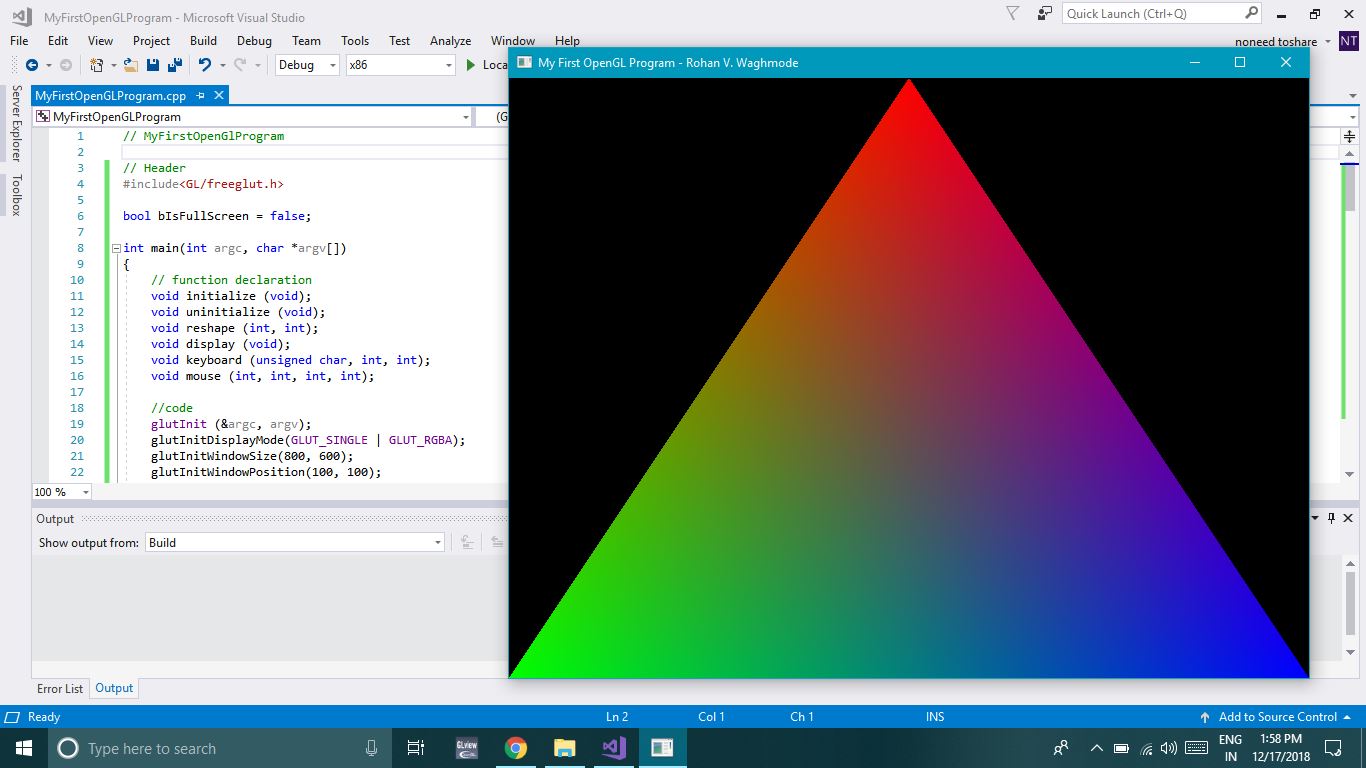 MyFirstOpenGLProgram - Microsoft Visual Studio
Quick Launch (Ctrl+Q)
File Edit View Project Build Debug Team Tools Test Analyze Window Help
noneed toshare NT
Debug x86 Loca
My First OpenGL Program - Rohan V. Waghmode
Server Explorer
Toolbox
MyFirstOpenGLProgram.cpp
MyFirstOpenGLProgram (G
1 // MyFirstOpenGlProgram
2
3 // Header
4 #include<GL/freeglut.h>
5
6 bool bIsFullScreen = false;
7
8 int main(int argc, char *argv[])
9 {
10 // function declaration
11 void initialize (void);
12 void uninitialize (void);
13 void reshape (int, int);
14 void display (void);
15 void keyboard (unsigned char, int, int);
16 void mouse (int, int, int, int);
17
18 //code
19 glutInit (&argc, argv);
20 glutInitDisplayMode(GLUT_SINGLE | GLUT_RGBA);
21 glutInitWindowSize(800, 600);
22 glutInitWindowPosition(100, 100);
100 %
Output
Show output from: Build
Error List Output
Ready Ln 2 Col 1 Ch 1 INS Add to Source Control
Type here to search
GLview
ENG
IN
1:58 PM
12/17/2018